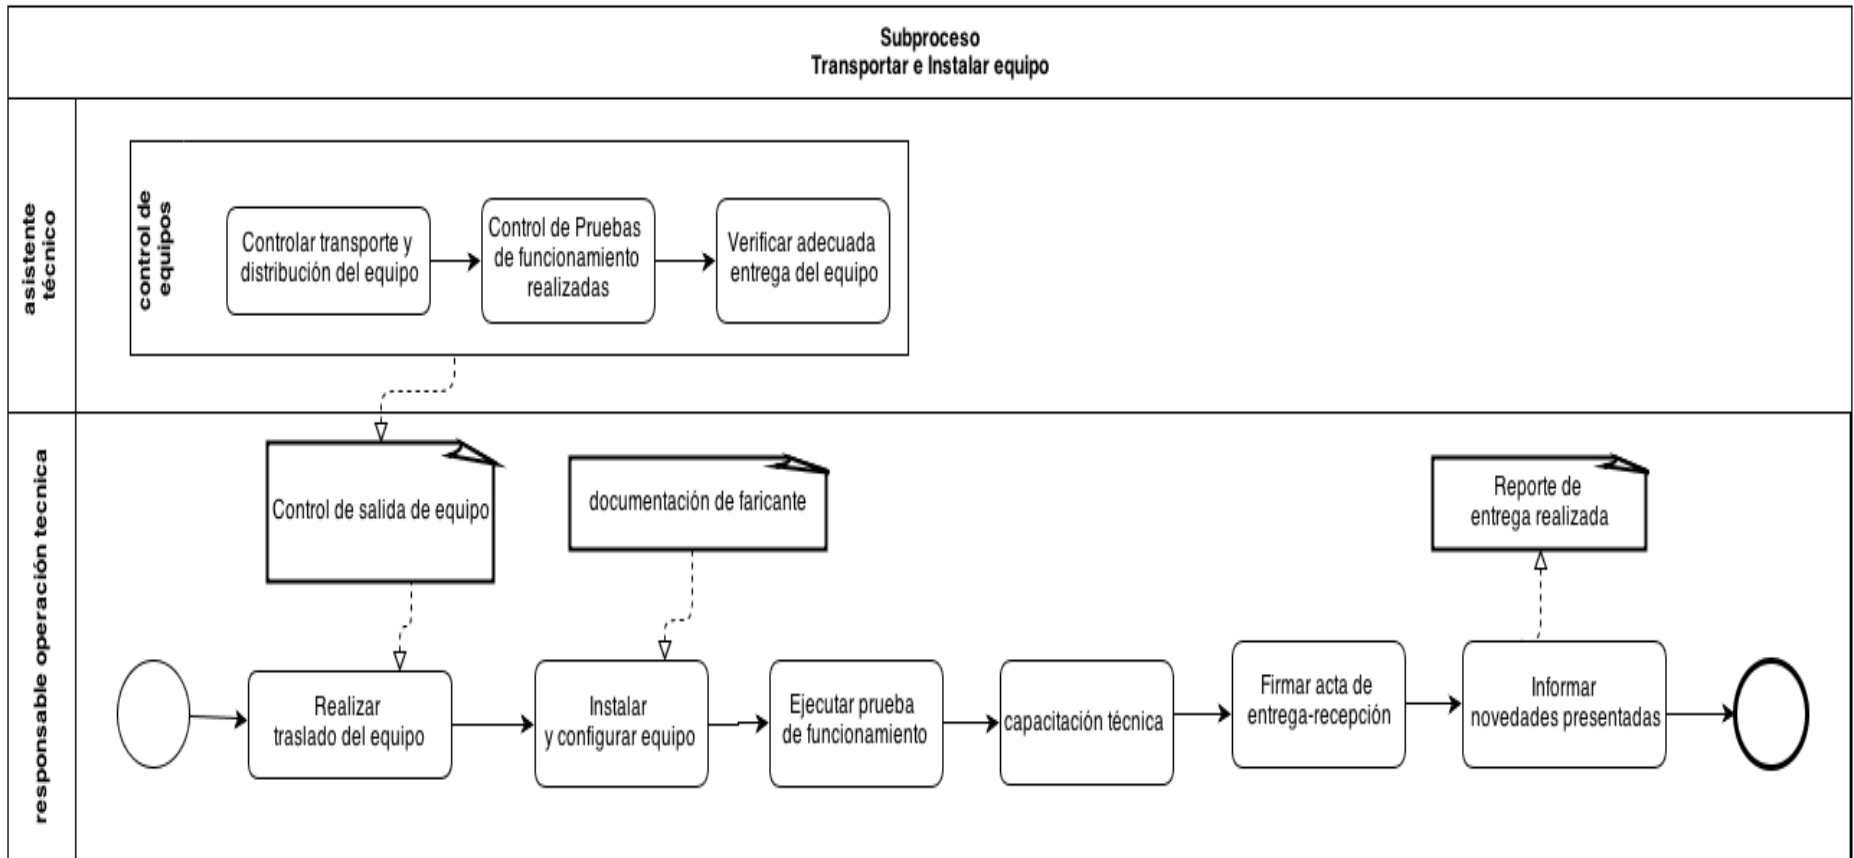 Subproceso
Transportar e Instalar equipo
asistente
técnico
control de
equipos
Controlar transporte y
distribución del equipo
Control de Pruebas
de funcionamiento
realizadas
Verificar adecuada
entrega del equipo
responsable operación tecnica
Control de salida de equipo
documentación de faricante
Reporte de
entrega realizada
Realizar
traslado del equipo
Instalar
y configurar equipo
Ejecutar prueba
de funcionamiento
capacitación técnica
Firmar acta de
entrega-recepción
Informar
novedades presentadas